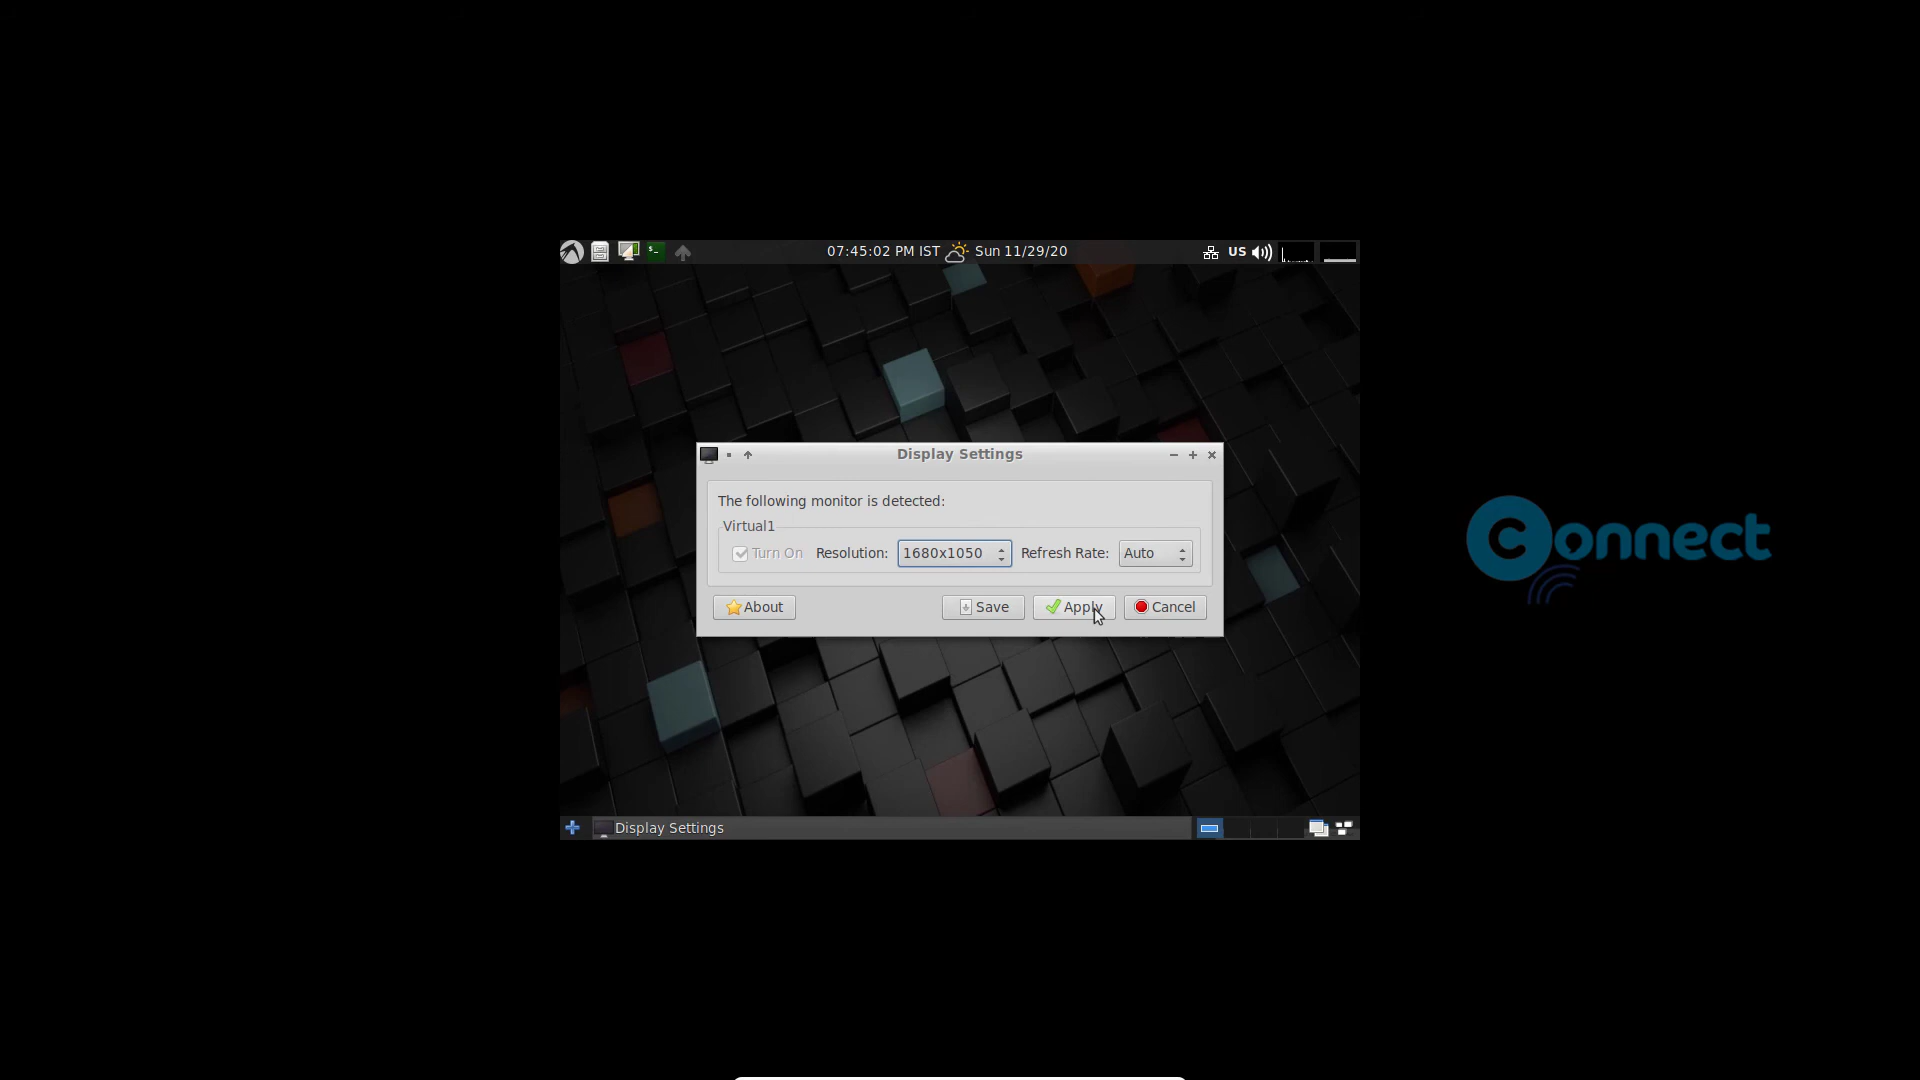 07:45:02 PM IST Sun 11/29/20 US
Display Settings
The following monitor is detected:
Virtual1
Turn On Resolution: 1680x1050 Refresh Rate: Auto
About Save Apply Cancel
Connect
Display Settings